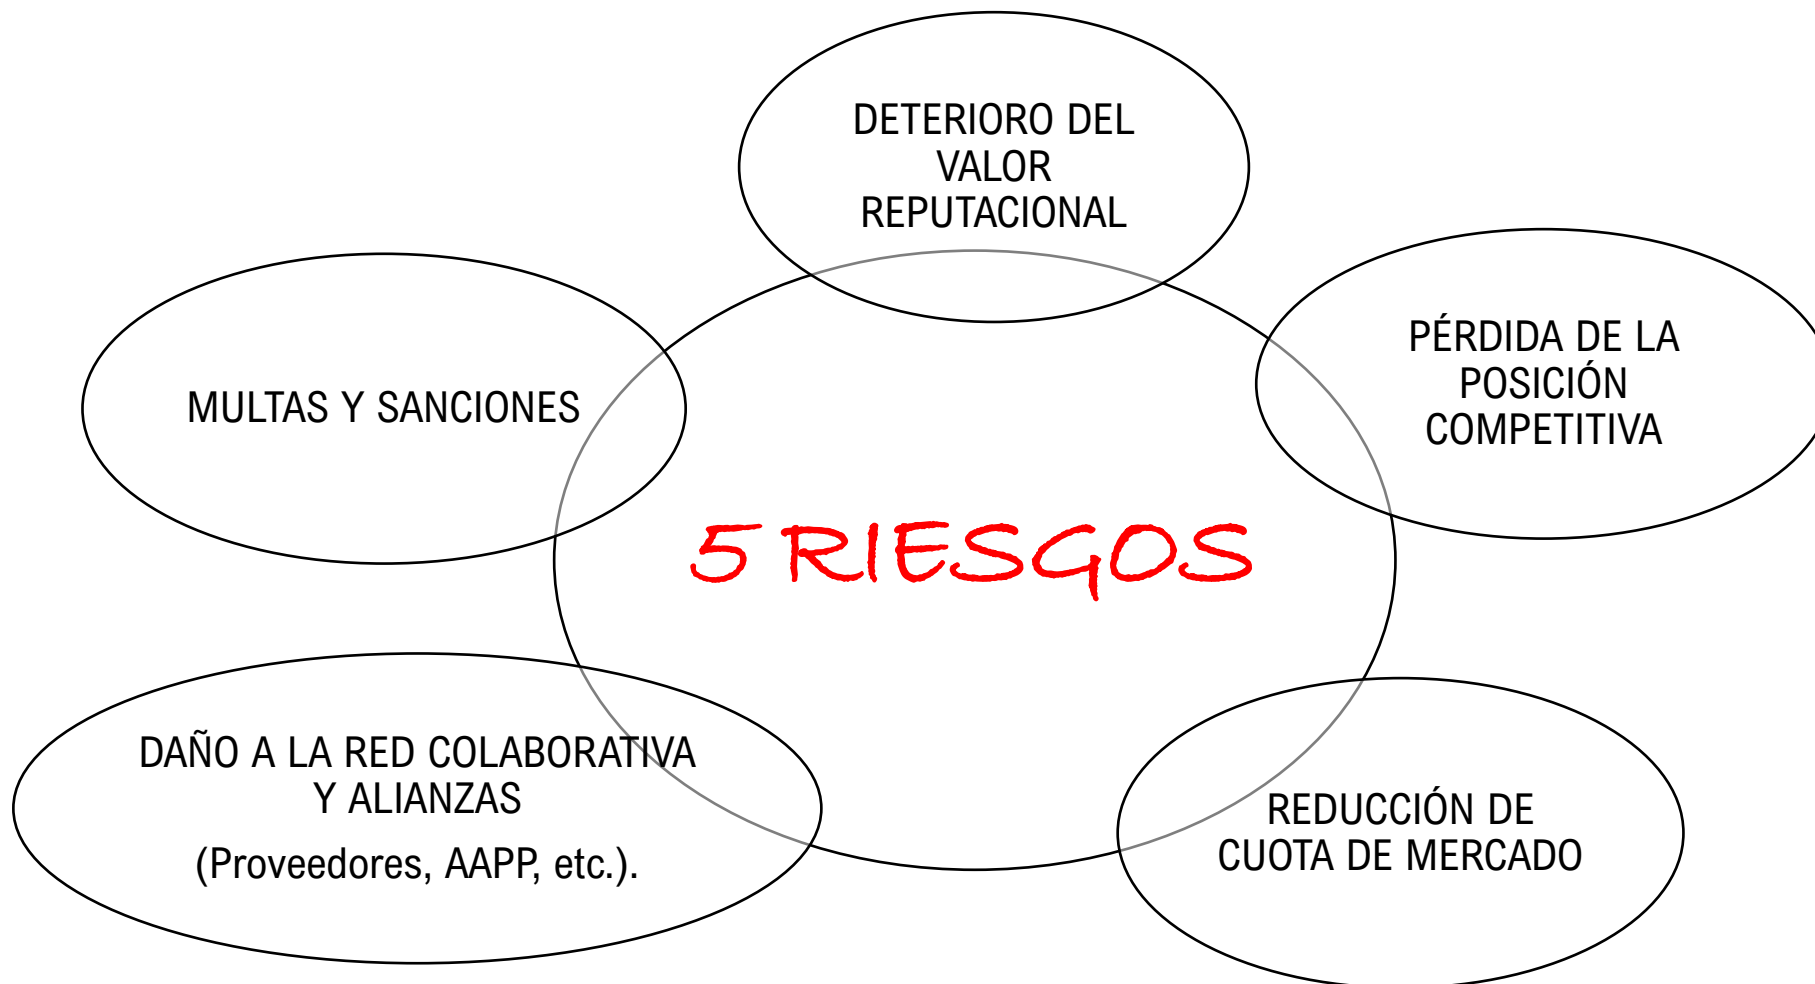 DETERIORO DEL
VALOR
REPUTACIONAL
PÉRDIDA DE LA
POSICIÓN
COMPETITIVA
MULTAS Y SANCIONES
5 RIESGOS
DAÑO A LA RED COLABORATIVA
Y ALIANZAS
(Proveedores, AAPP, etc.).
REDUCCIÓN DE
CUOTA DE MERCADO